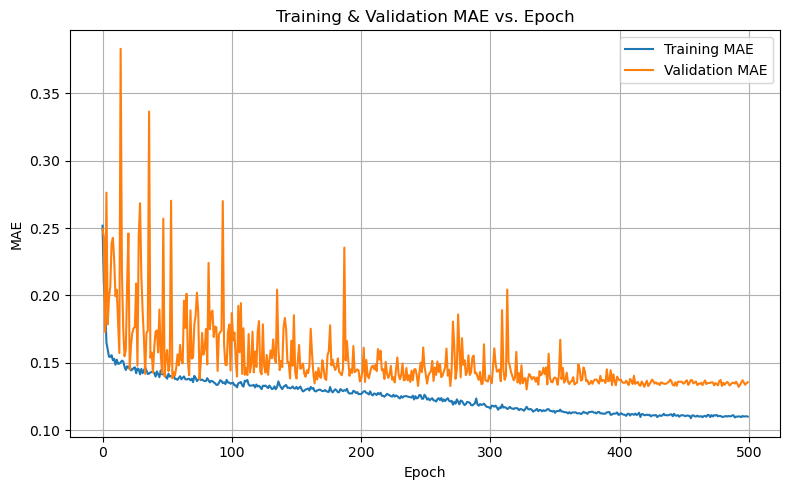 Training & Validation MAE vs. Epoch
Training MAE
Validation MAE
0.35
0.30
0.25
0.20
0.15
0.10
MAE
0 100 200 300 400 500
Epoch